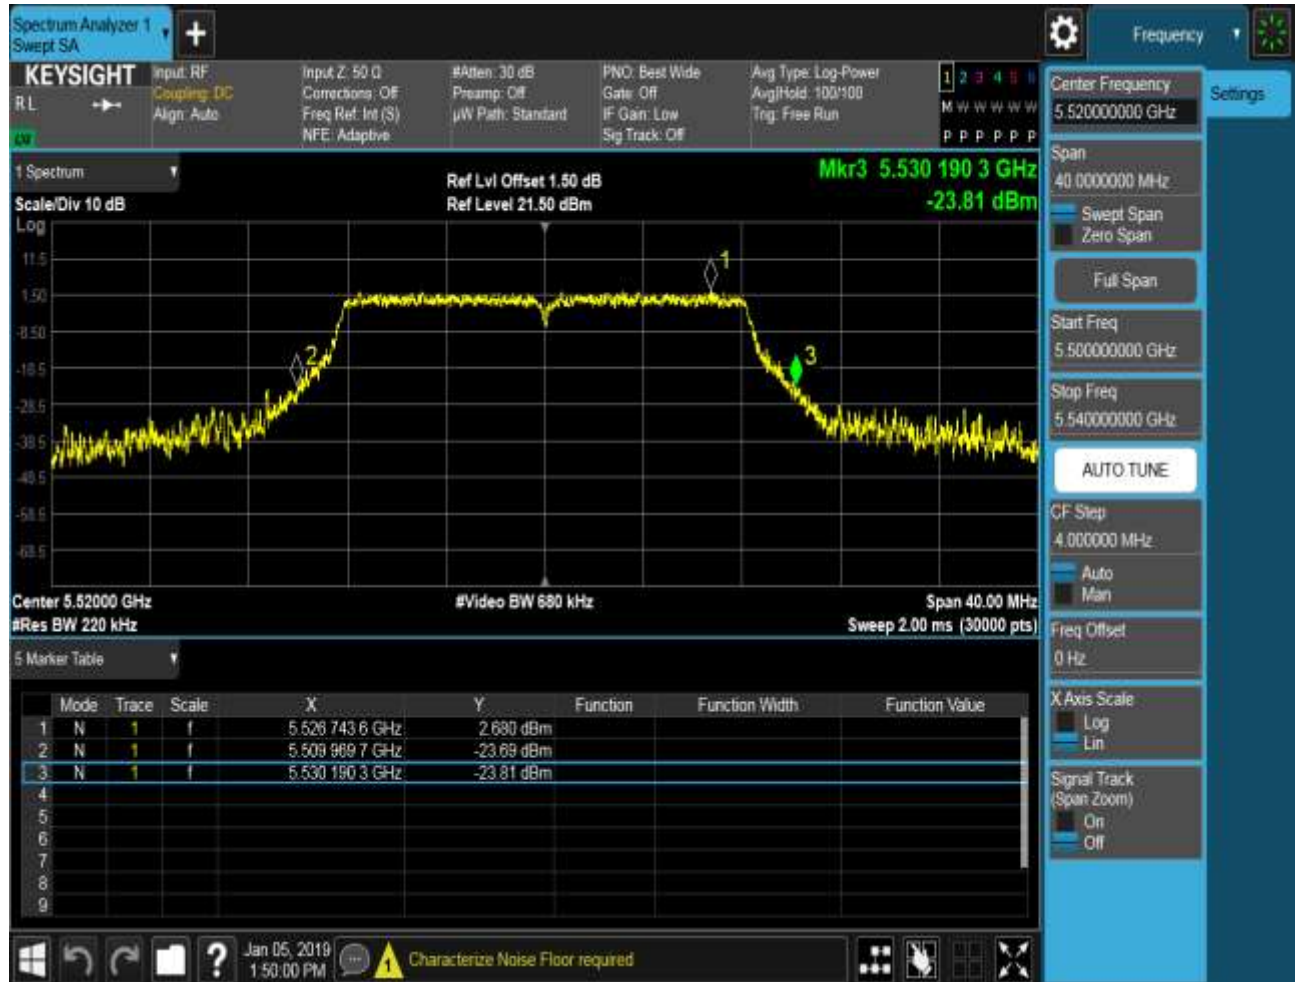 Spectrum Analyzer 1
Swept SA
Frequency
KEYSIGHT
Input: RF
Coupling: DC
Align: Auto
Input Z: 50 Ω
Corrections: Off
Freq Ref: Int (S)
NFE: Adaptive
#Atten: 30 dB
Preamp: Off
µW Path: Standard
PNO: Best Wide
Gate: Off
IF Gain: Low
Sig Track: Off
Avg Type: Log-Power
Avg|Hold: 100/100
Trig: Free Run
1 2 3 4 5 6
M W W W W W
P P P P P P
R L
1 Spectrum
Scale/Div 10 dB
Ref Lvl Offset 1.50 dB
Ref Level 21.50 dBm
Mkr3 5.530 190 3 GHz
-23.81 dBm
Log
11.5
1.50
-8.50
-18.5
-28.5
-38.5
-48.5
-58.5
-68.5
1
2
3
Center 5.52000 GHz
#Video BW 680 kHz
Span 40.00 MHz
#Res BW 220 kHz
Sweep 2.00 ms (30000 pts)
5 Marker Table
Mode Trace Scale X Y Function Function Width Function Value
1 N 1 f 5.526 743 6 GHz 2.680 dBm
2 N 1 f 5.509 969 7 GHz -23.69 dBm
3 N 1 f 5.530 190 3 GHz -23.81 dBm
4
5
6
7
8
9
Jan 05, 2019
1:50:00 PM
Characterize Noise Floor required
Settings
Center Frequency
5.520000000 GHz
Span
40.0000000 MHz
Swept Span
Zero Span
Full Span
Start Freq
5.500000000 GHz
Stop Freq
5.540000000 GHz
AUTO TUNE
CF Step
4.000000 MHz
Auto
Man
Freq Offset
0 Hz
X Axis Scale
Log
Lin
Signal Track
(Span Zoom)
On
Off